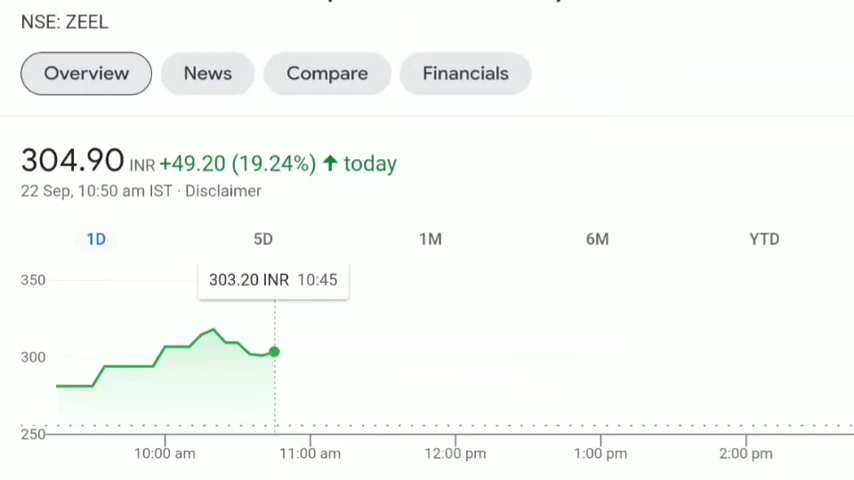 NSE: ZEEL
Overview News Compare Financials
304.90 INR +49.20 (19.24%) ↑ today
22 Sep, 10:50 am IST · Disclaimer
1D 5D 1M 6M YTD
303.20 INR 10:45
350
300
250
10:00 am 11:00 am 12:00 pm 1:00 pm 2:00 pm